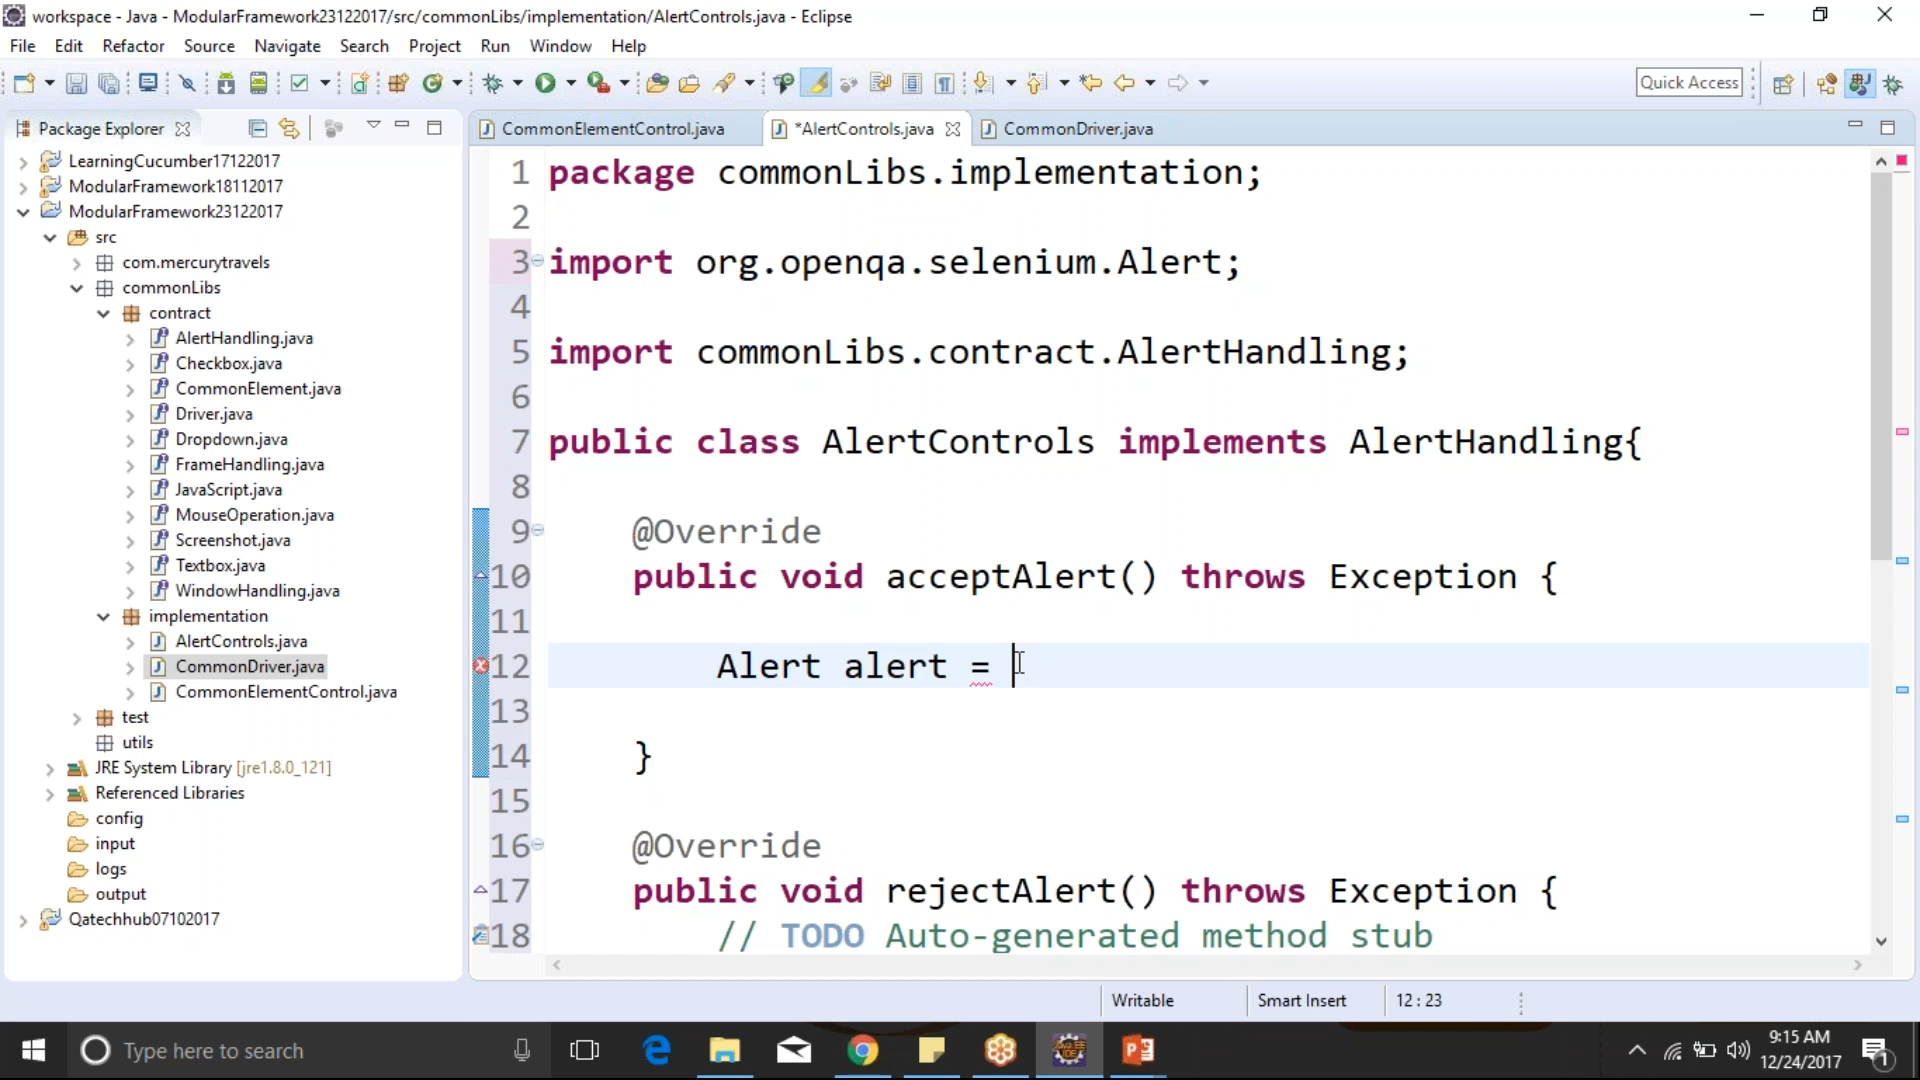 workspace - Java - ModularFramework23122017/src/commonLibs/implementation/AlertControls.java - Eclipse
File Edit Refactor Source Navigate Search Project Run Window Help
Quick Access
Package Explorer
CommonElementControl.java
*AlertControls.java
CommonDriver.java
LearningCucumber17122017
ModularFramework18112017
ModularFramework23122017
src
com.mercurytravels
commonLibs
contract
AlertHandling.java
Checkbox.java
CommonElement.java
Driver.java
Dropdown.java
FrameHandling.java
JavaScript.java
MouseOperation.java
Screenshot.java
Textbox.java
WindowHandling.java
implementation
AlertControls.java
CommonDriver.java
CommonElementControl.java
test
utils
JRE System Library [jre1.8.0_121]
Referenced Libraries
config
input
logs
output
Qatechhub07102017
1 package commonLibs.implementation;
2
3 import org.openqa.selenium.Alert;
4
5 import commonLibs.contract.AlertHandling;
6
7 public class AlertControls implements AlertHandling{
8
9 @Override
10 public void acceptAlert() throws Exception {
11
12 Alert alert =
13
14 }
15
16 @Override
17 public void rejectAlert() throws Exception {
18 // TODO Auto-generated method stub
Writable Smart Insert 12 : 23
Type here to search
9:15 AM
12/24/2017
1